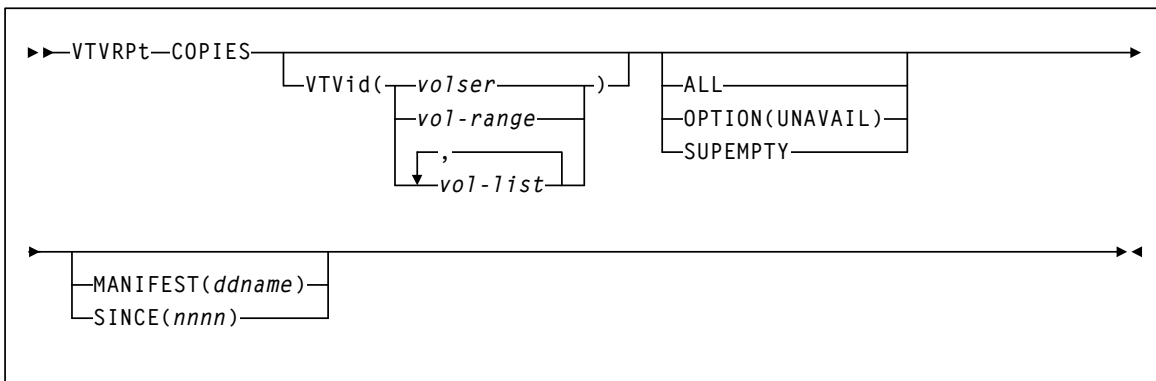 VTVRPt COPIES
VTVid( volser ) ALL
vol-range OPTION(UNAVAIL)
, SUPEMPTY
vol-list
MANIFEST(ddname)
SINCE(nnnn)